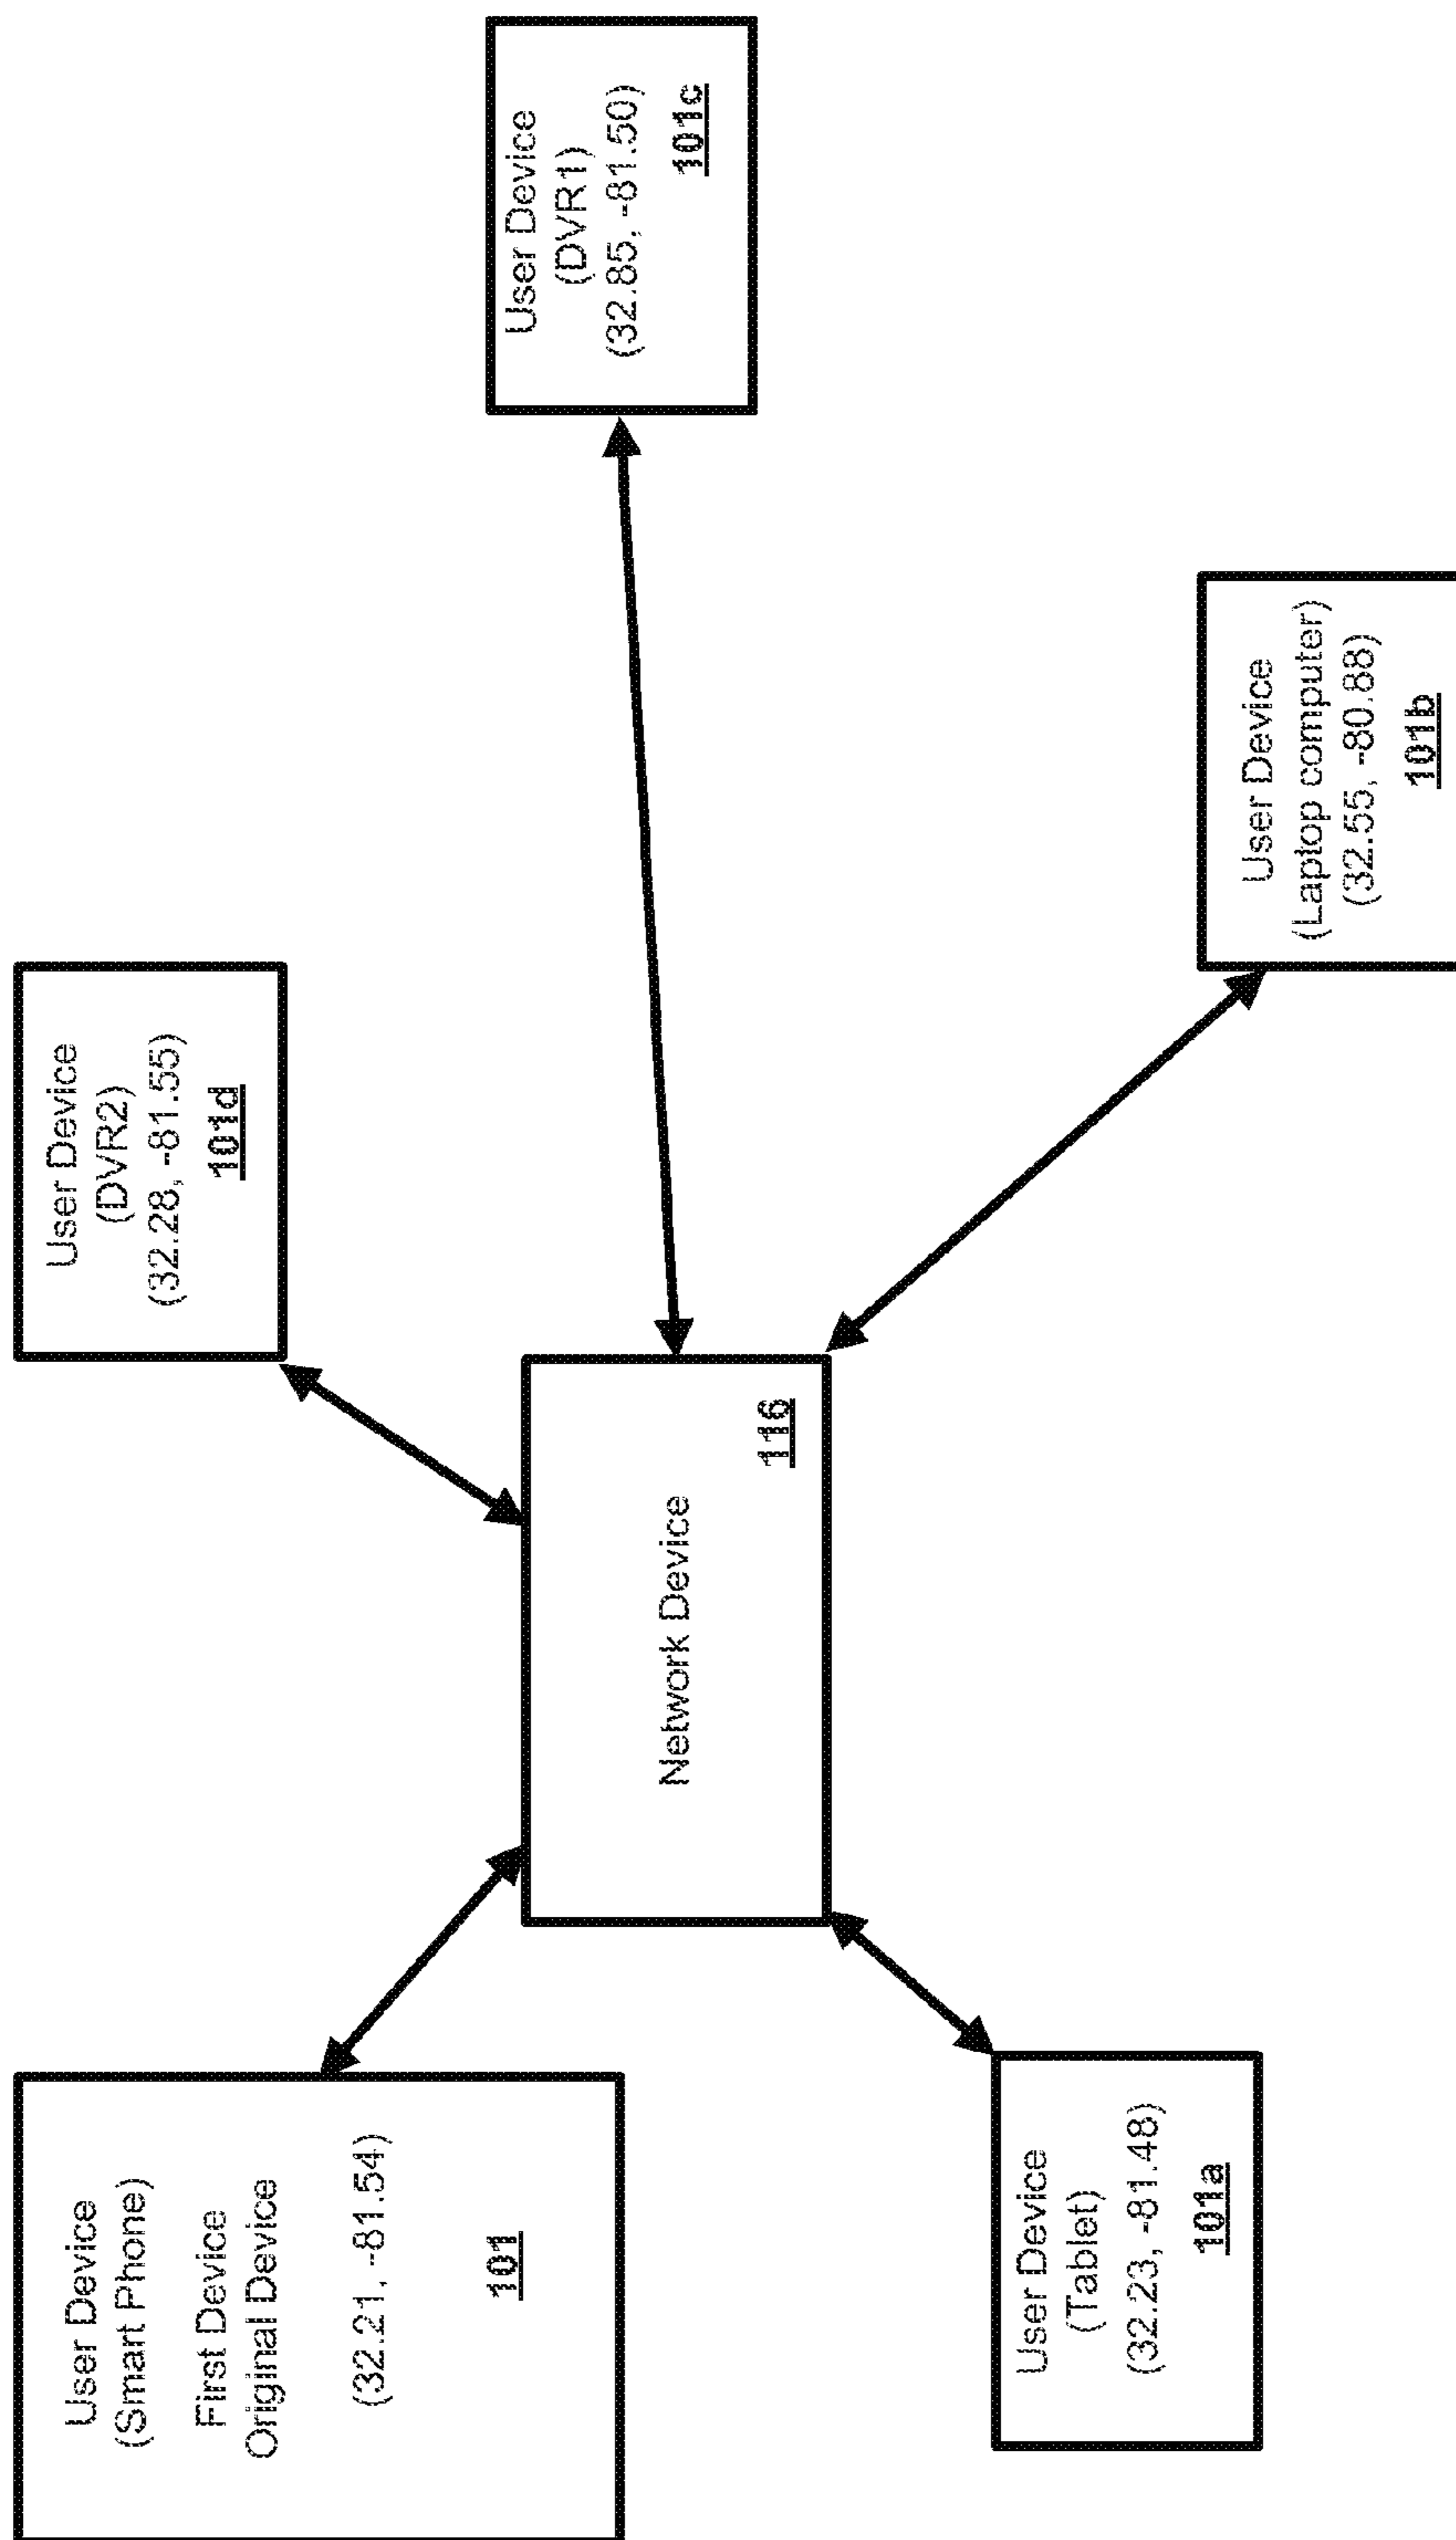 User Device
(Smart Phone)
First Device
Original Device
(32.21, -81.54)
101
User Device
(DVR2)
(32.28, -81.55)
101d
User Device
(DVR1)
(32.85, -81.50)
101c
Network Device
116
User Device
(Tablet)
(32.23, -81.48)
101a
User Device
(Laptop computer)
(32.55, -80.88)
101b